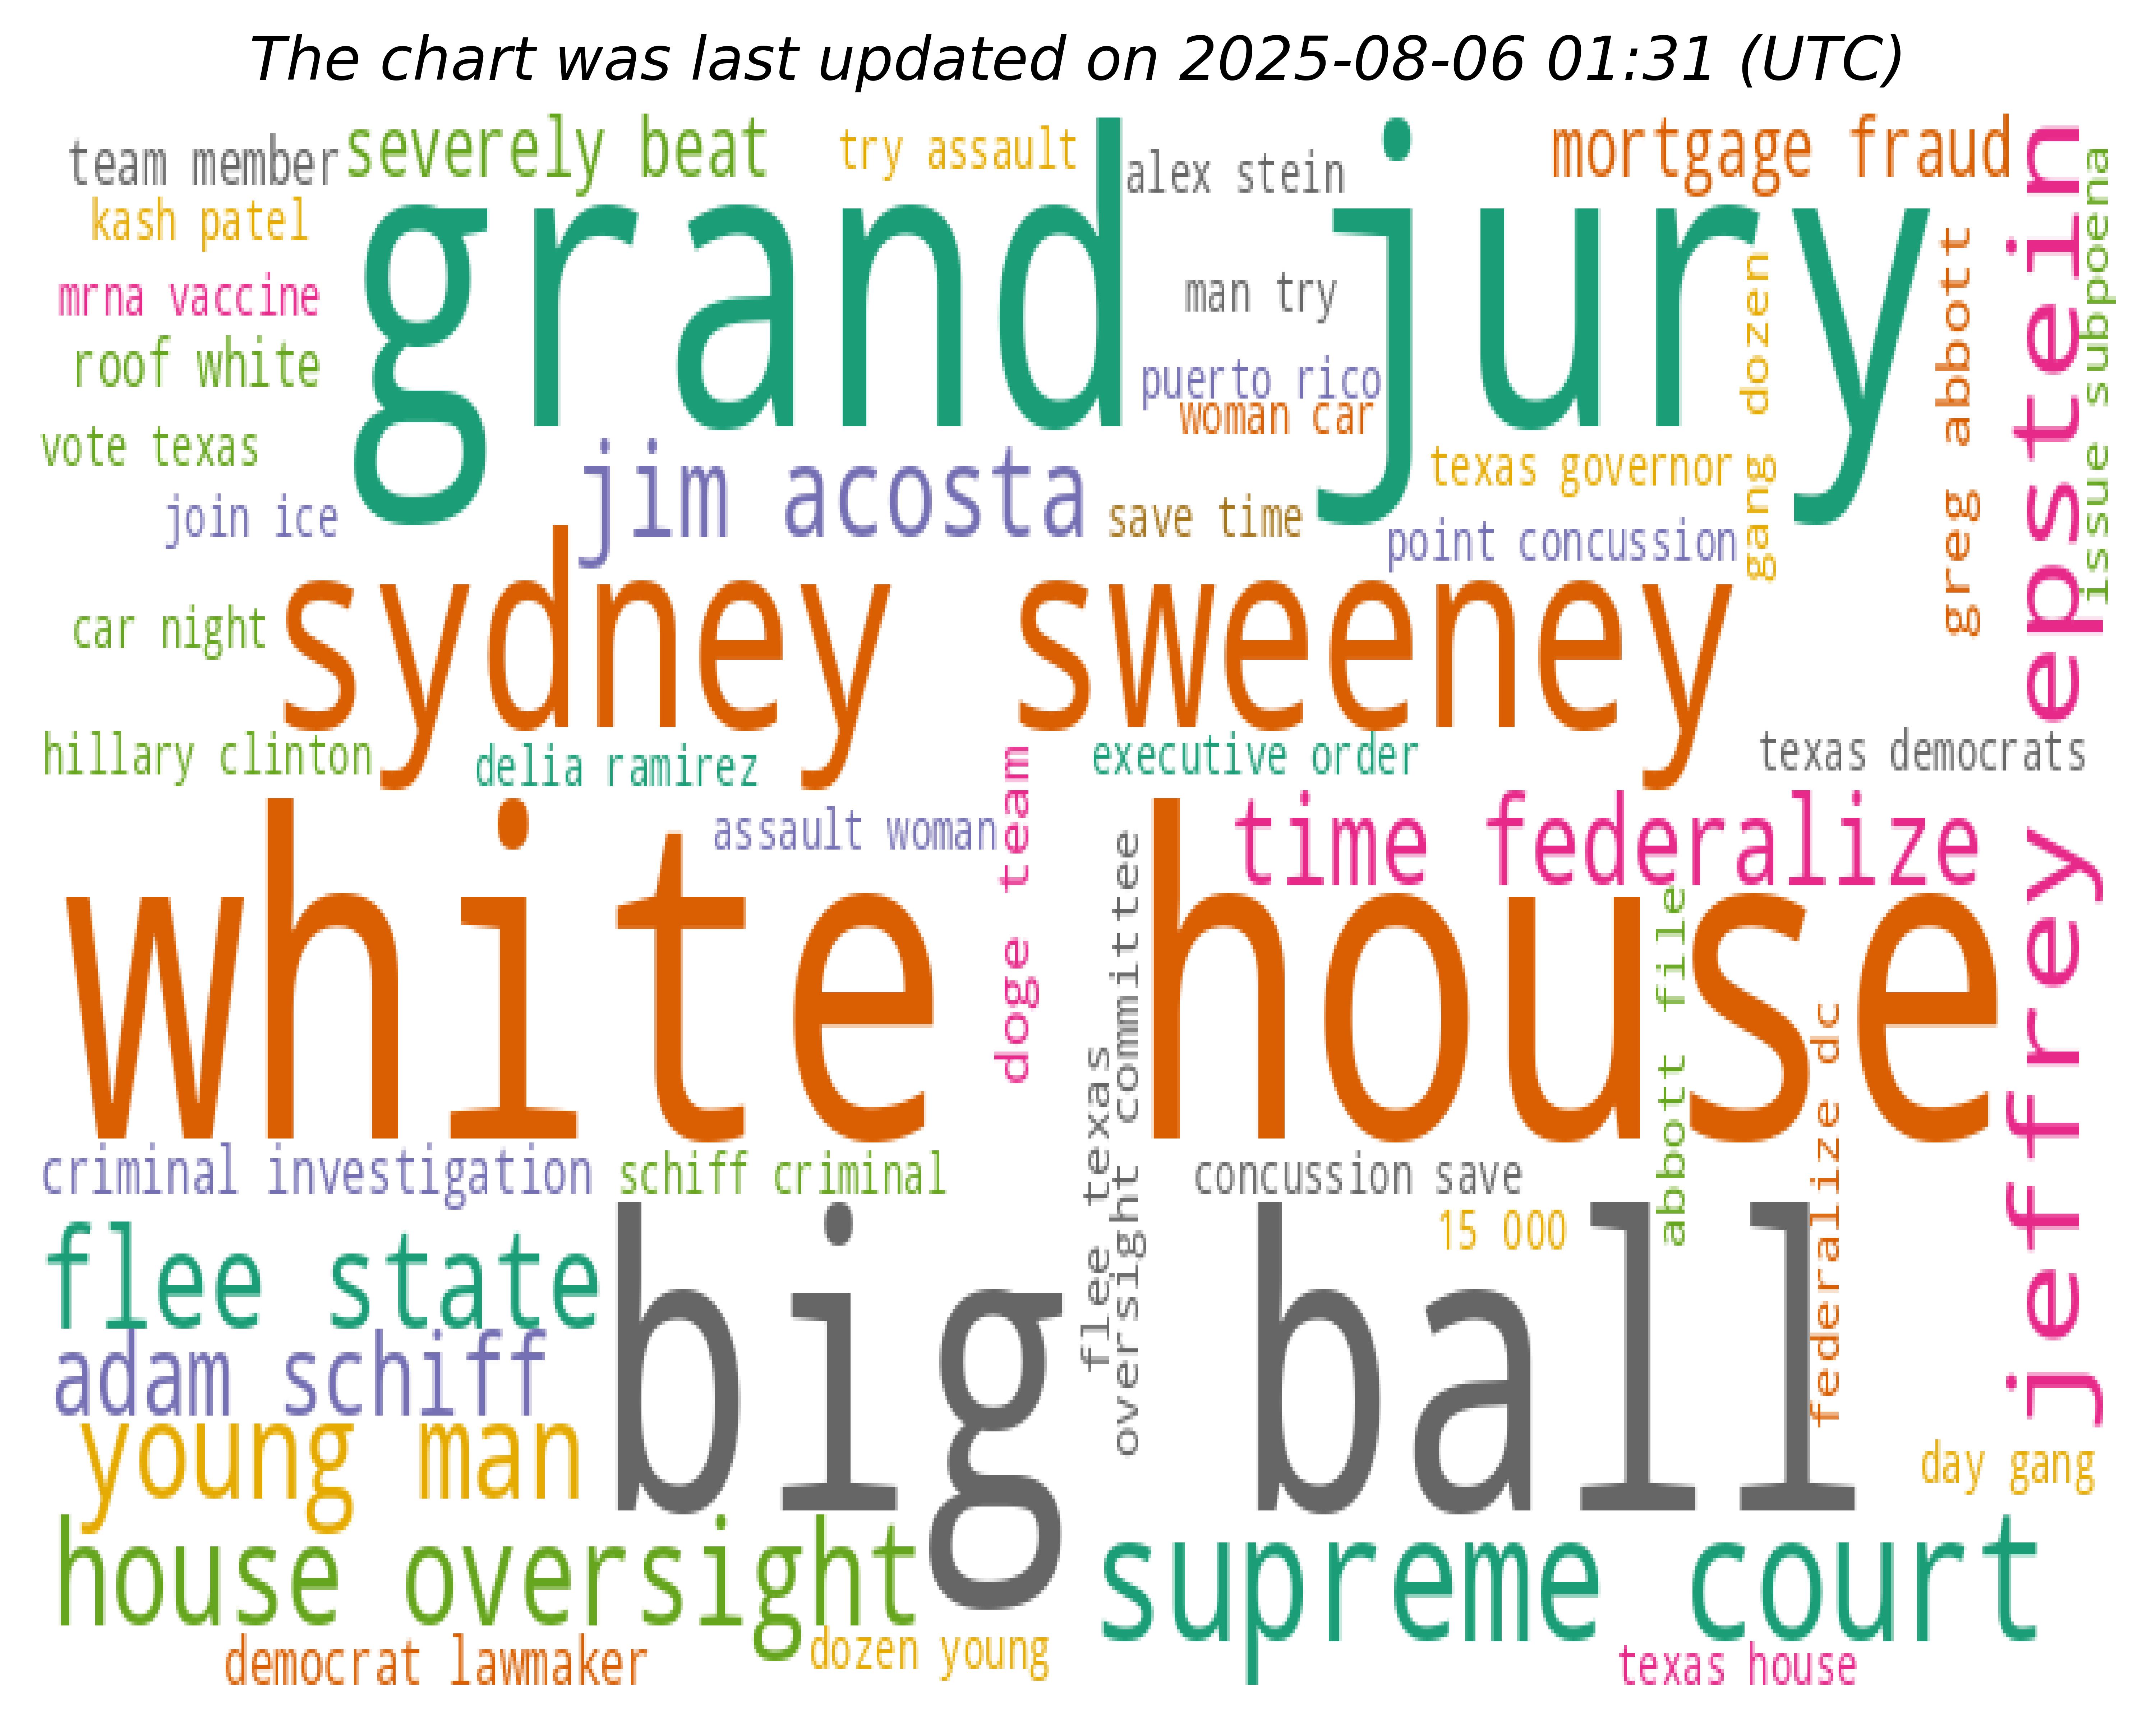 The chart was last updated on 2025-08-06 01:31 (UTC)
team member
severely beat
try assault
alex stein
mortgage fraud
kash patel
grand jury
mrna vaccine
man try
roof white
puerto rico
woman car
gang dozen
greg abbott
jeffrey epstein
issue subpoena
vote texas
jim acosta
texas governor
join ice
save time
point concussion
sydney sweeney
car night
hillary clinton
delia ramirez
executive order
texas democrats
assault woman
doge team
time federalize
white house
oversight committee
flee texas
abbott file
federalize dc
criminal investigation
schiff criminal
concussion save
15 000
flee state
big ball
adam schiff
young man
day gang
house oversight
supreme court
democrat lawmaker
dozen young
texas house